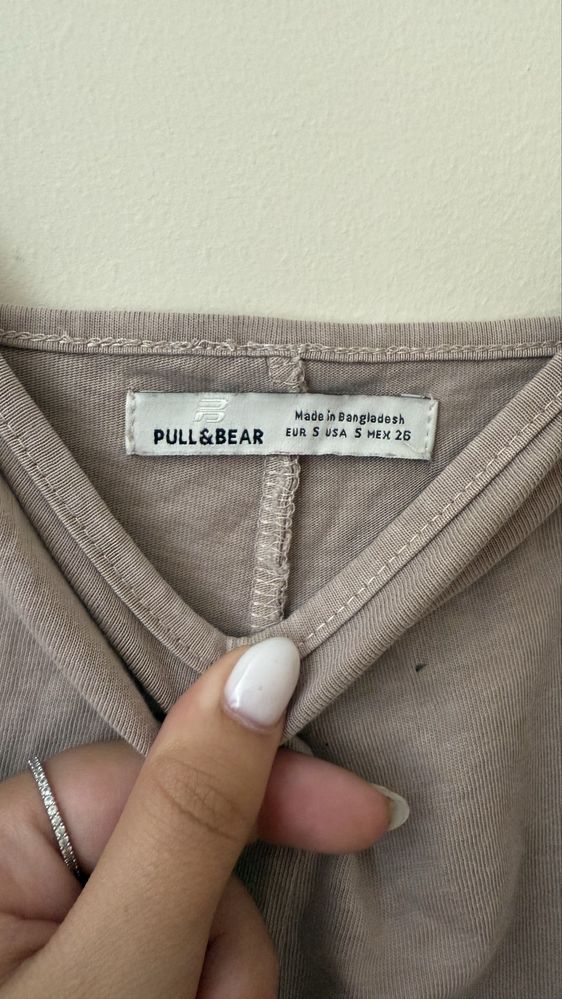 PULL&BEAR
Made in Bangladesh
EUR S USA S MEX 26